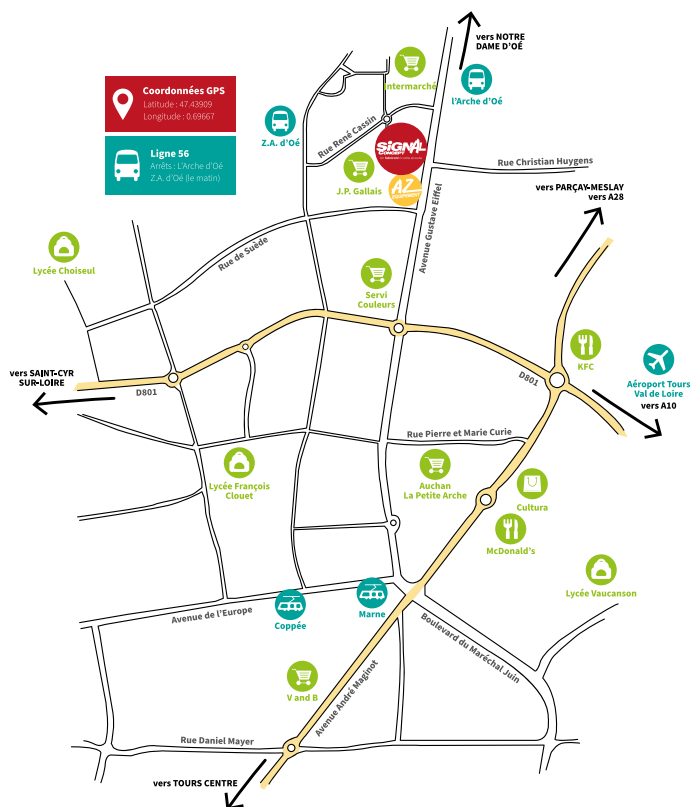 vers NOTRE
DAME D'OÉ
Coordonnées GPS
Latitude : 47.43909
Longitude : 0.69667
Intermarché
l'Arche d'Oé
Z.A. d'Oé
Rue René Cassin
SiGNAL
CONCEPT
Ligne 56
Arrêts : L'Arche d'Oé
Z.A. d'Oé (le matin)
J.P. Gallais
AZ
Rue Christian Huygens
vers PARÇAY-MESLAY
vers A28
Avenue Gustave Eiffel
Rue de Suède
Lycée Choiseul
Servi
Couleurs
vers SAINT-CYR
SUR-LOIRE
D801
D801
KFC
Aéroport Tours
Val de Loire
vers A10
Rue Pierre et Marie Curie
Lycée François
Clouet
Auchan
La Petite Arche
Cultura
McDonald's
Lycée Vaucanson
Avenue de l'Europe
Coppée
Marne
Boulevard du Maréchal Juin
V and B
Avenue André Maginot
Rue Daniel Mayer
vers TOURS CENTRE